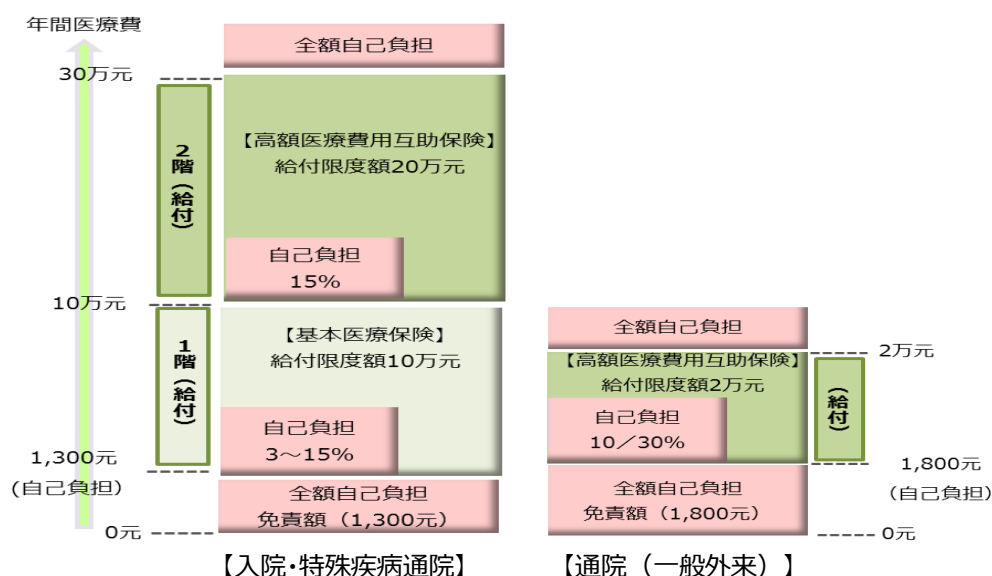 年間医療費
30万元
10万元
1,300元
(自己負担)
0元
2階(給付)
1階(給付)
全額自己負担
【高額医療費用互助保険】
給付限度額20万元
自己負担
15%
【基本医療保険】
給付限度額10万元
自己負担
3～15%
全額自己負担
免責額（1,300元）
【入院・特殊疾病通院】
全額自己負担
【高額医療費用互助保険】
給付限度額2万元
自己負担
10／30%
全額自己負担
免責額（1,800元）
【通院（一般外来）】
2万元
(給付)
1,800元
(自己負担)
0元